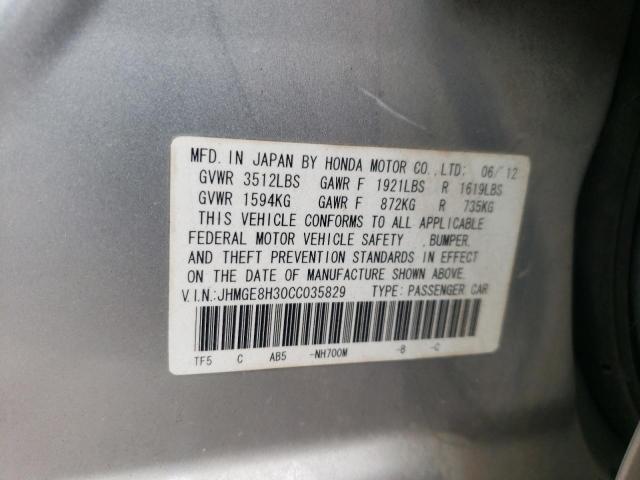 MFD. IN JAPAN BY HONDA MOTOR CO.,LTD: 06/12
GVWR 3512LBS GAWR F 1921LBS R 1619LBS
GVWR 1594KG GAWR F 872KG R 735KG
THIS VEHICLE CONFORMS TO ALL APPLICABLE
FEDERAL MOTOR VEHICLE SAFETY ,BUMPER,
AND THEFT PREVENTION STANDARDS IN EFFECT
ON THE DATE OF MANUFACTURE SHOWN ABOVE.
V.I.N.:JHMGE8H30CC035829 TYPE: PASSENGER CAR
TF5 C AB5 -NH700M -B -C